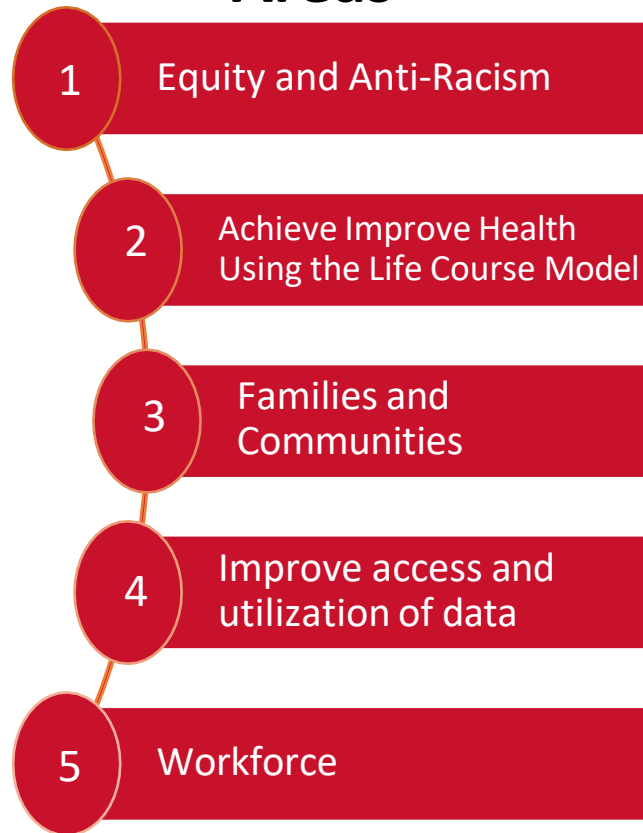 Areas
1
Equity and Anti-Racism
2
Achieve Improve Health
Using the Life Course Model
3
Families and
Communities
4
Improve access and
utilization of data
5
Workforce